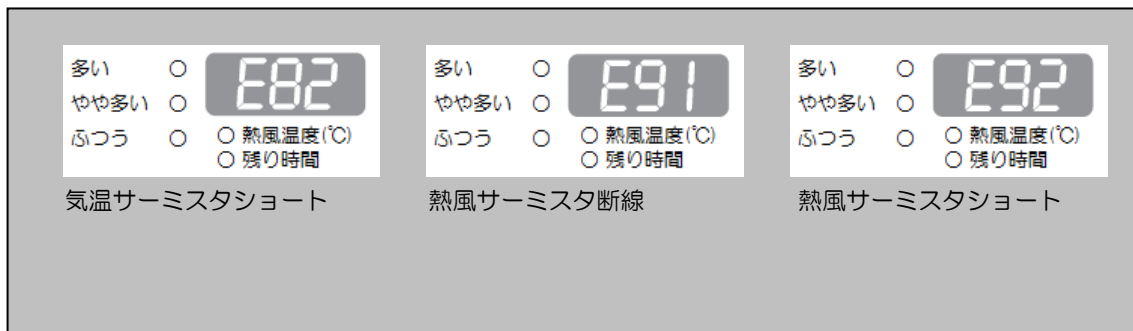 多い ○ E82
やや多い ○
ふつう ○ ○ 熱風温度(℃)
○ 残り時間
気温サーミスタショート
多い ○ E91
やや多い ○
ふつう ○ ○ 熱風温度(℃)
○ 残り時間
熱風サーミスタ断線
多い ○ E92
やや多い ○
ふつう ○ ○ 熱風温度(℃)
○ 残り時間
熱風サーミスタショート